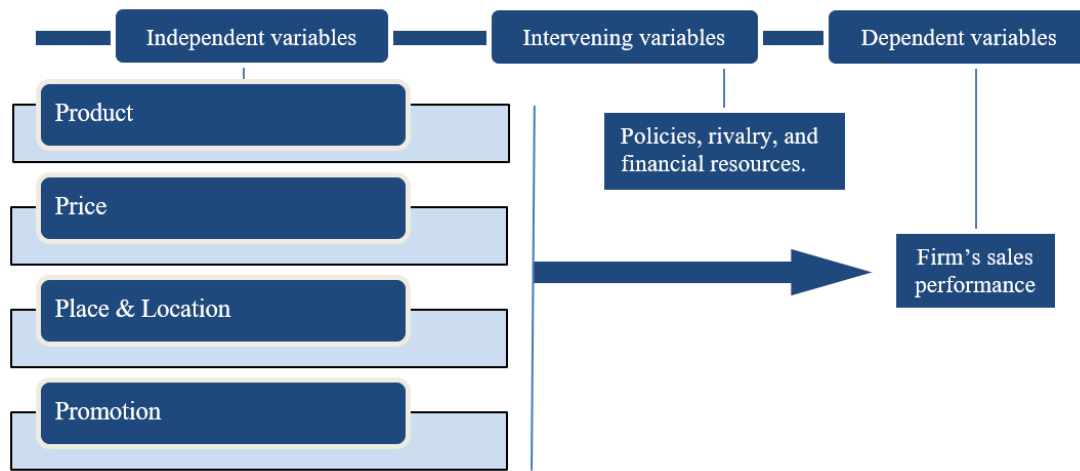 Independent variables
Intervening variables
Dependent variables
Product
Price
Place & Location
Promotion
Policies, rivalry, and
financial resources.
Firm’s sales
performance